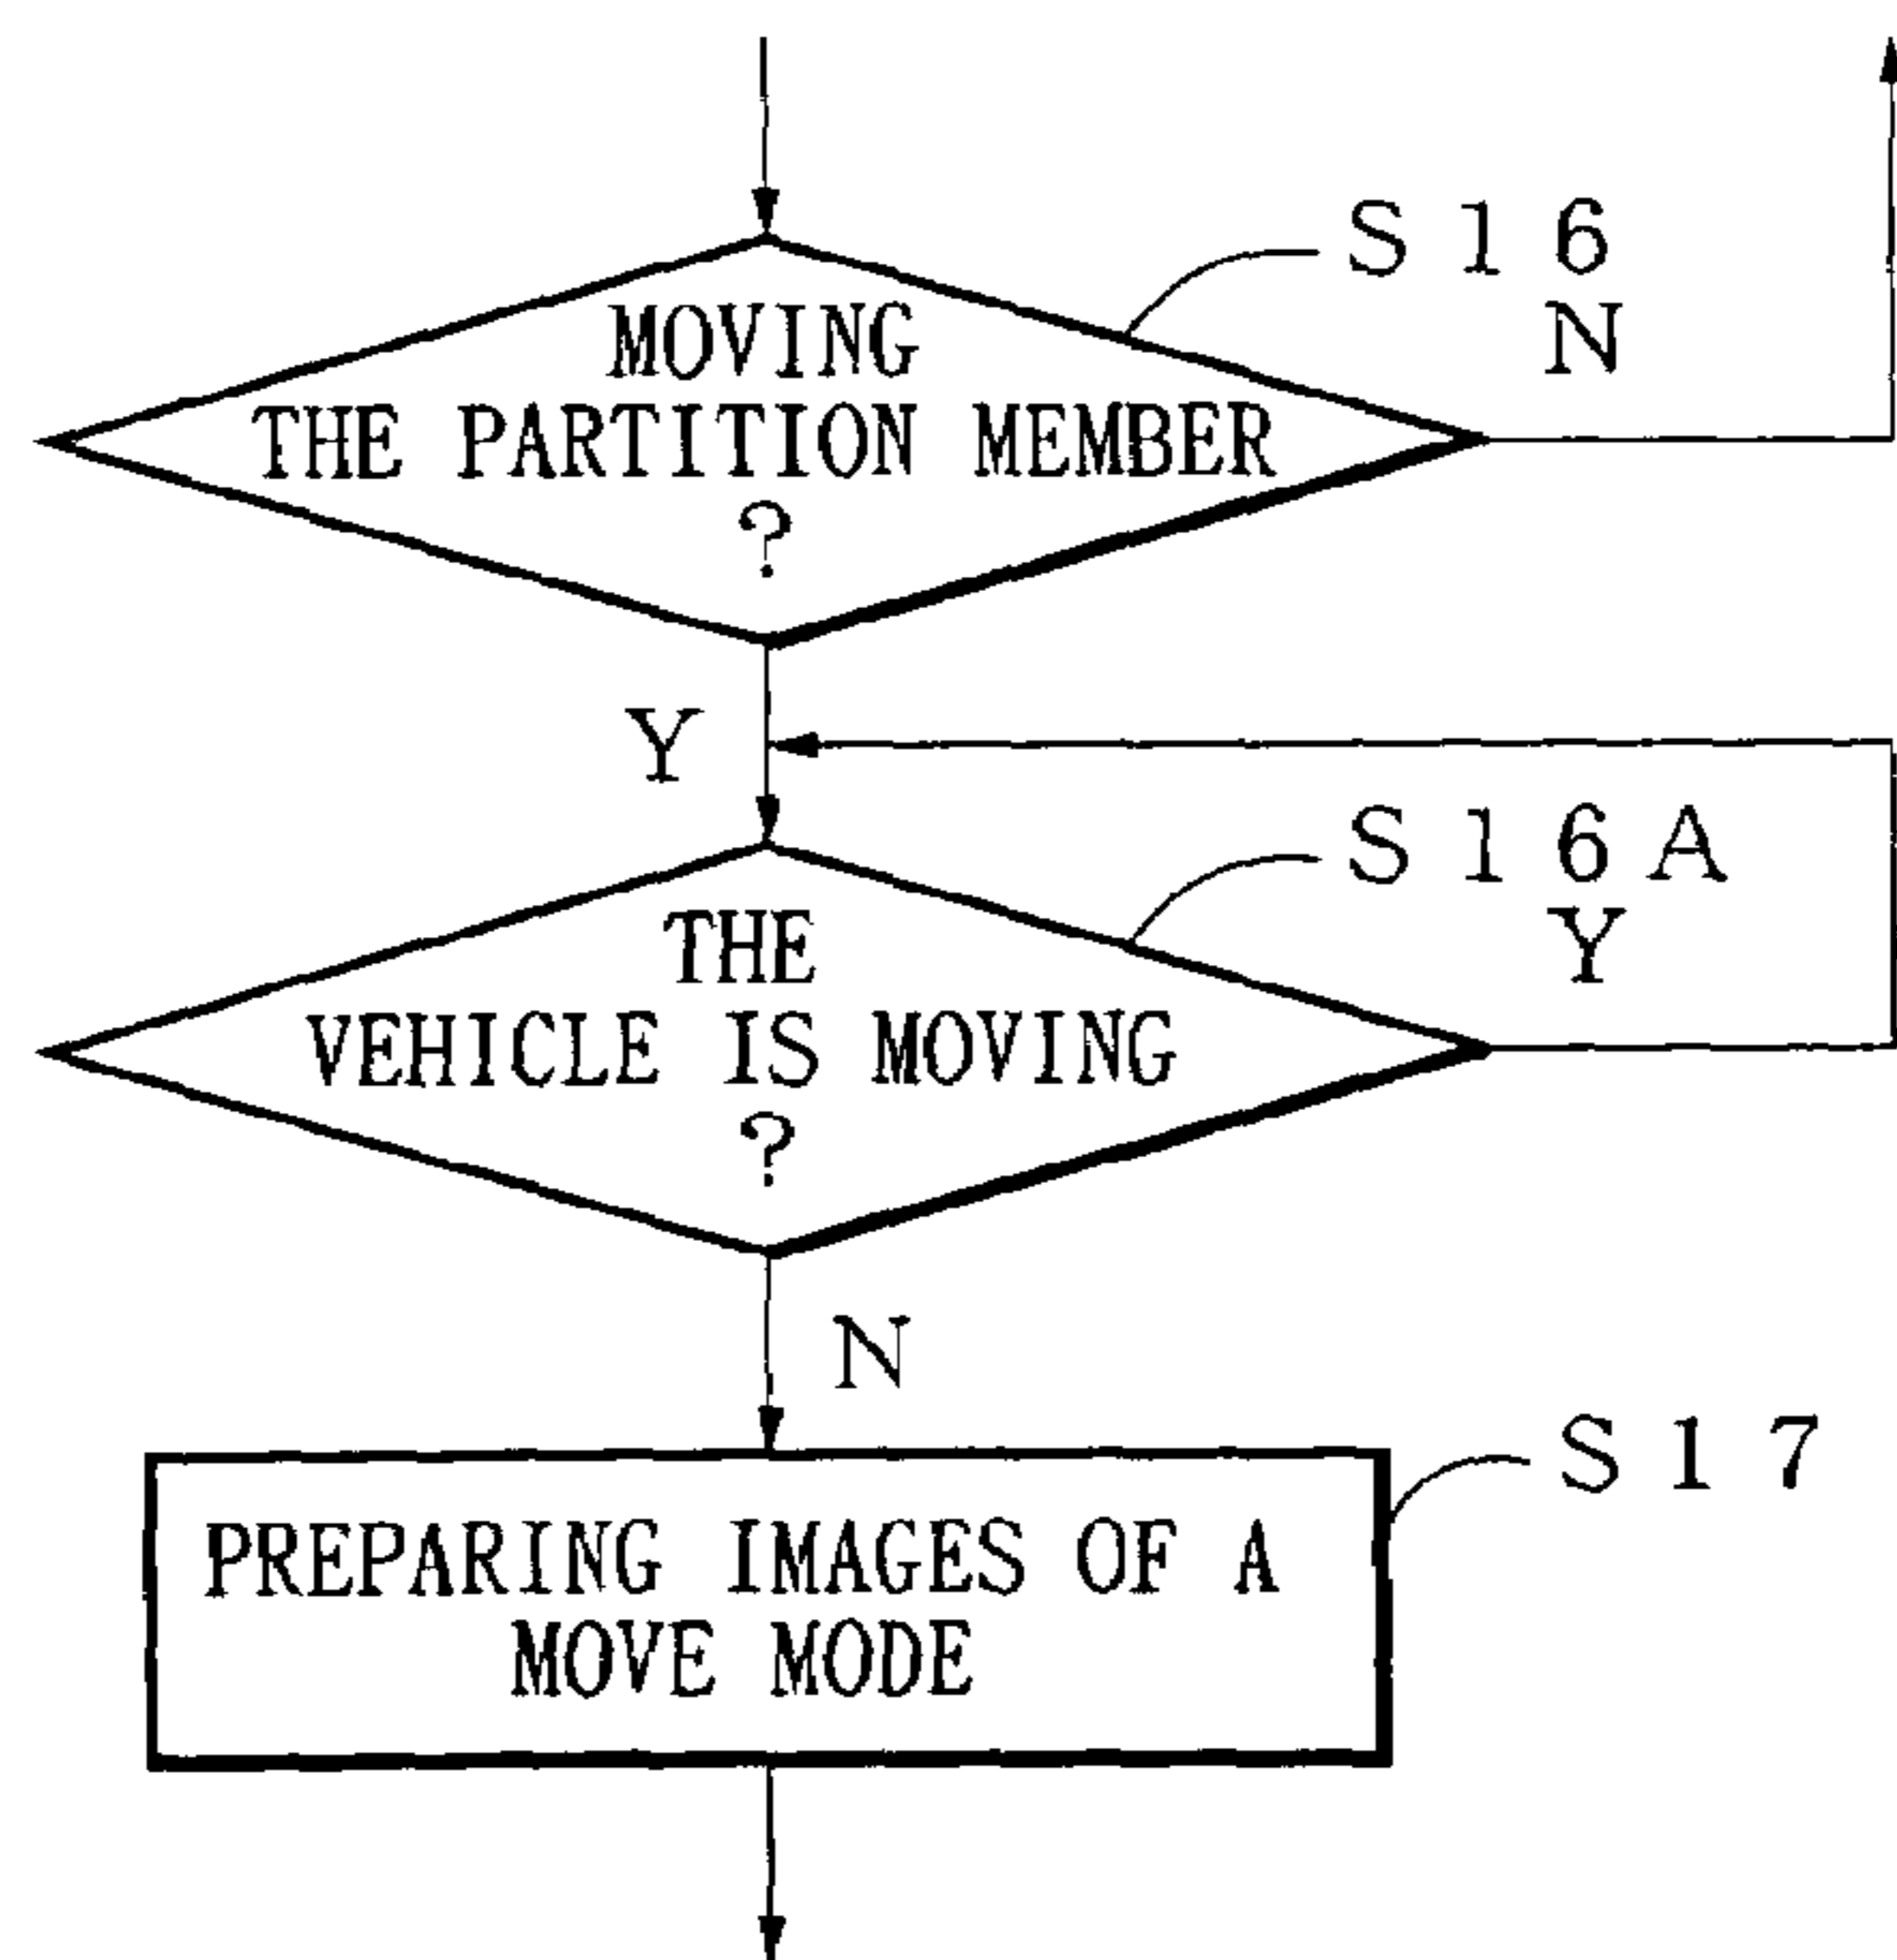 S16
N
MOVING
THE PARTITION MEMBER
?
Y
S16A
Y
THE
VEHICLE IS MOVING
?
N
S17
PREPARING IMAGES OF A
MOVE MODE